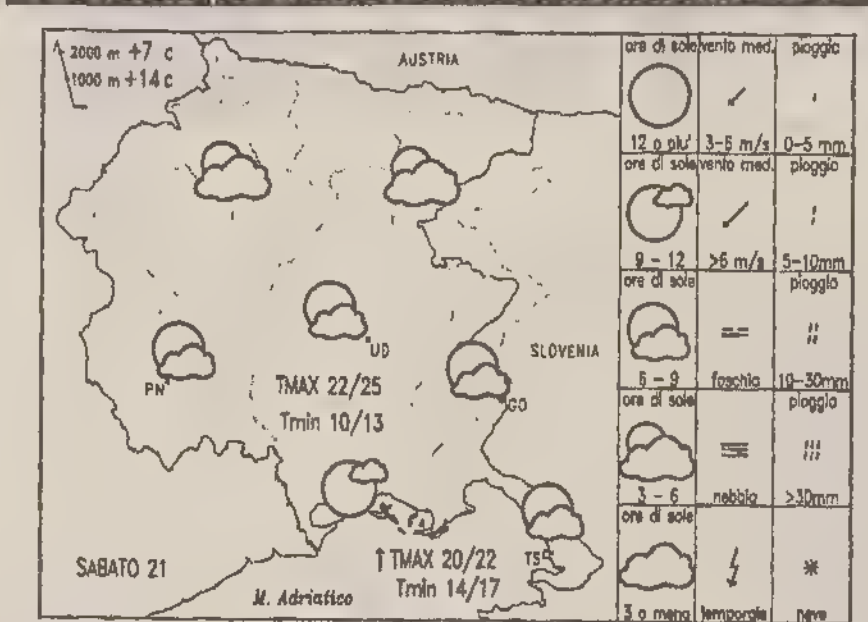 2000 m +7 c
1000 m +14 c
AUSTRIA
SLOVENIA
UD
PN
GO
TS
TMAX 22/25
Tmin 10/13
↑ TMAX 20/22
Tmin 14/17
SABATO 21
M. Adriatico
ore di sole vento med. pioggia
12 o piu' 3-6 m/s 0-5 mm
ore di sole vento med. pioggia
9 - 12 >6 m/s 5-10mm
ore di sole pioggia
6 - 9 foschia 10-30mm
ore di sole pioggia
3 - 6 nebbia >30mm
ore di sole
3 o meno temporale neve